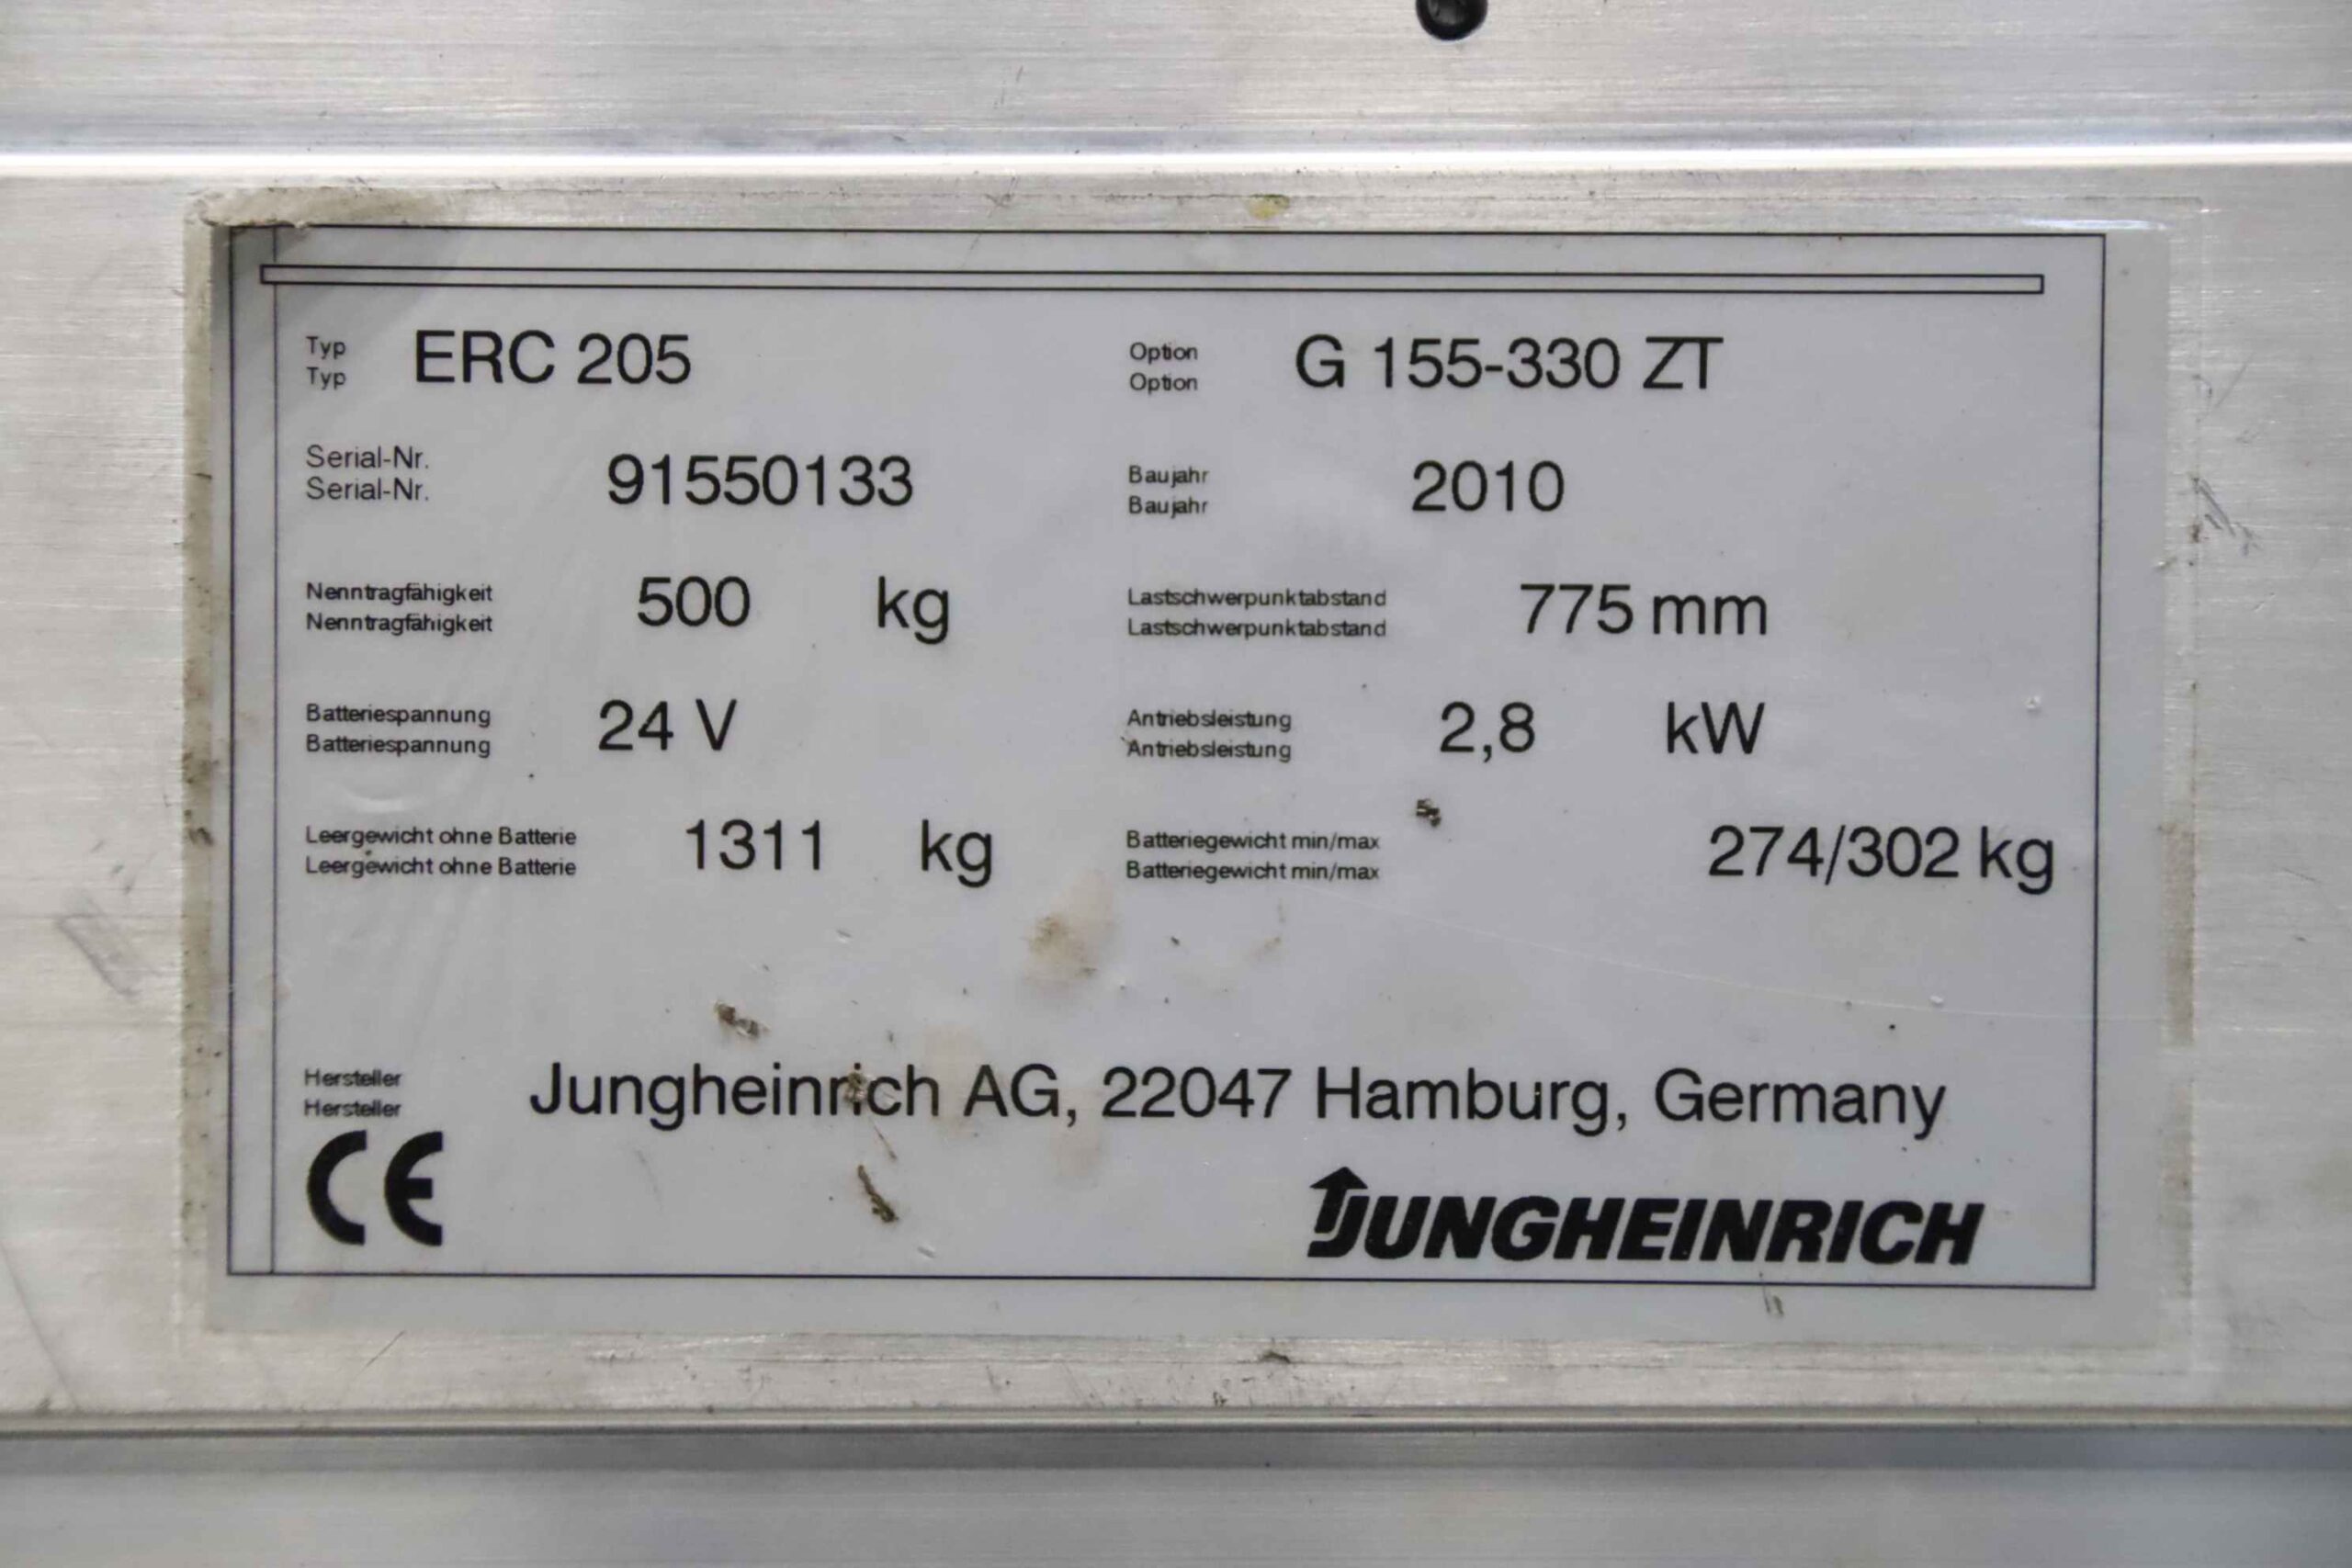 Typ ERC 205 Option G 155-330 ZT
Typ Option
Serial-Nr. 91550133 Baujahr 2010
Serial-Nr. Baujahr
Nenntragfähigkeit 500 kg Lastschwerpunktabstand 775 mm
Nenntragfähigkeit Lastschwerpunktabstand
Batteriespannung 24 V Antriebsleistung 2,8 kW
Batteriespannung Antriebsleistung
Leergewicht ohne Batterie 1311 kg Batteriegewicht min/max 274/302 kg
Leergewicht ohne Batterie Batteriegewicht min/max
Hersteller Jungheinrich AG, 22047 Hamburg, Germany
Hersteller
CE JUNGHEINRICH